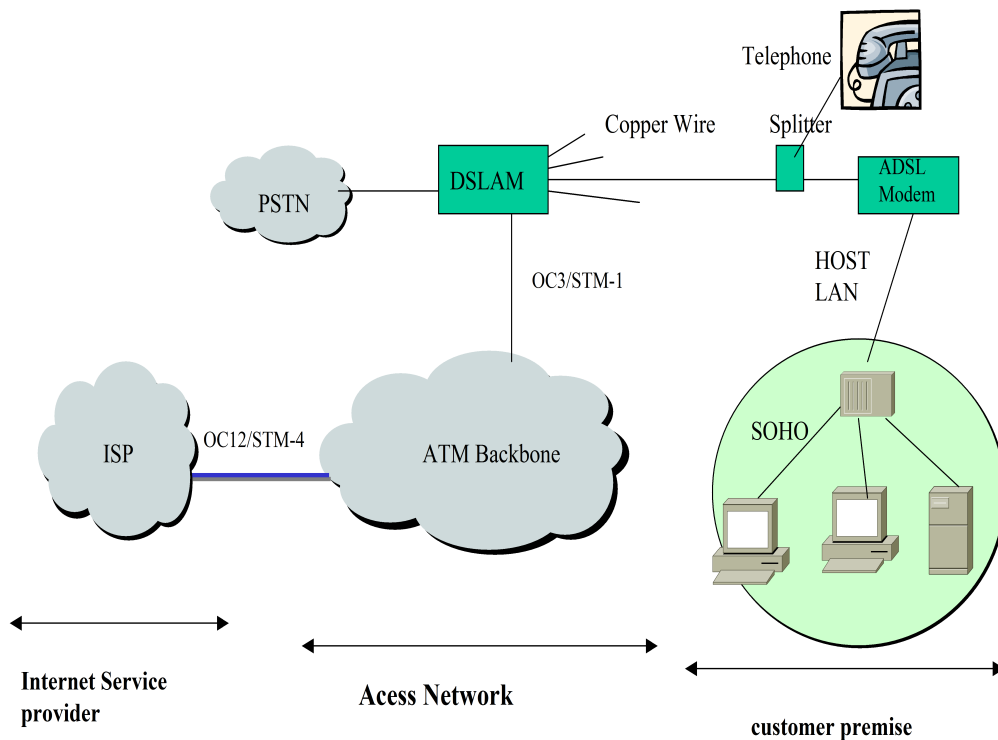 Telephone
Copper Wire
Splitter
DSLAM
ADSL
Modem
PSTN
HOST
LAN
OC3/STM-1
OC12/STM-4
SOHO
ISP
ATM Backbone
Internet Service
provider
Acess Network
customer premise